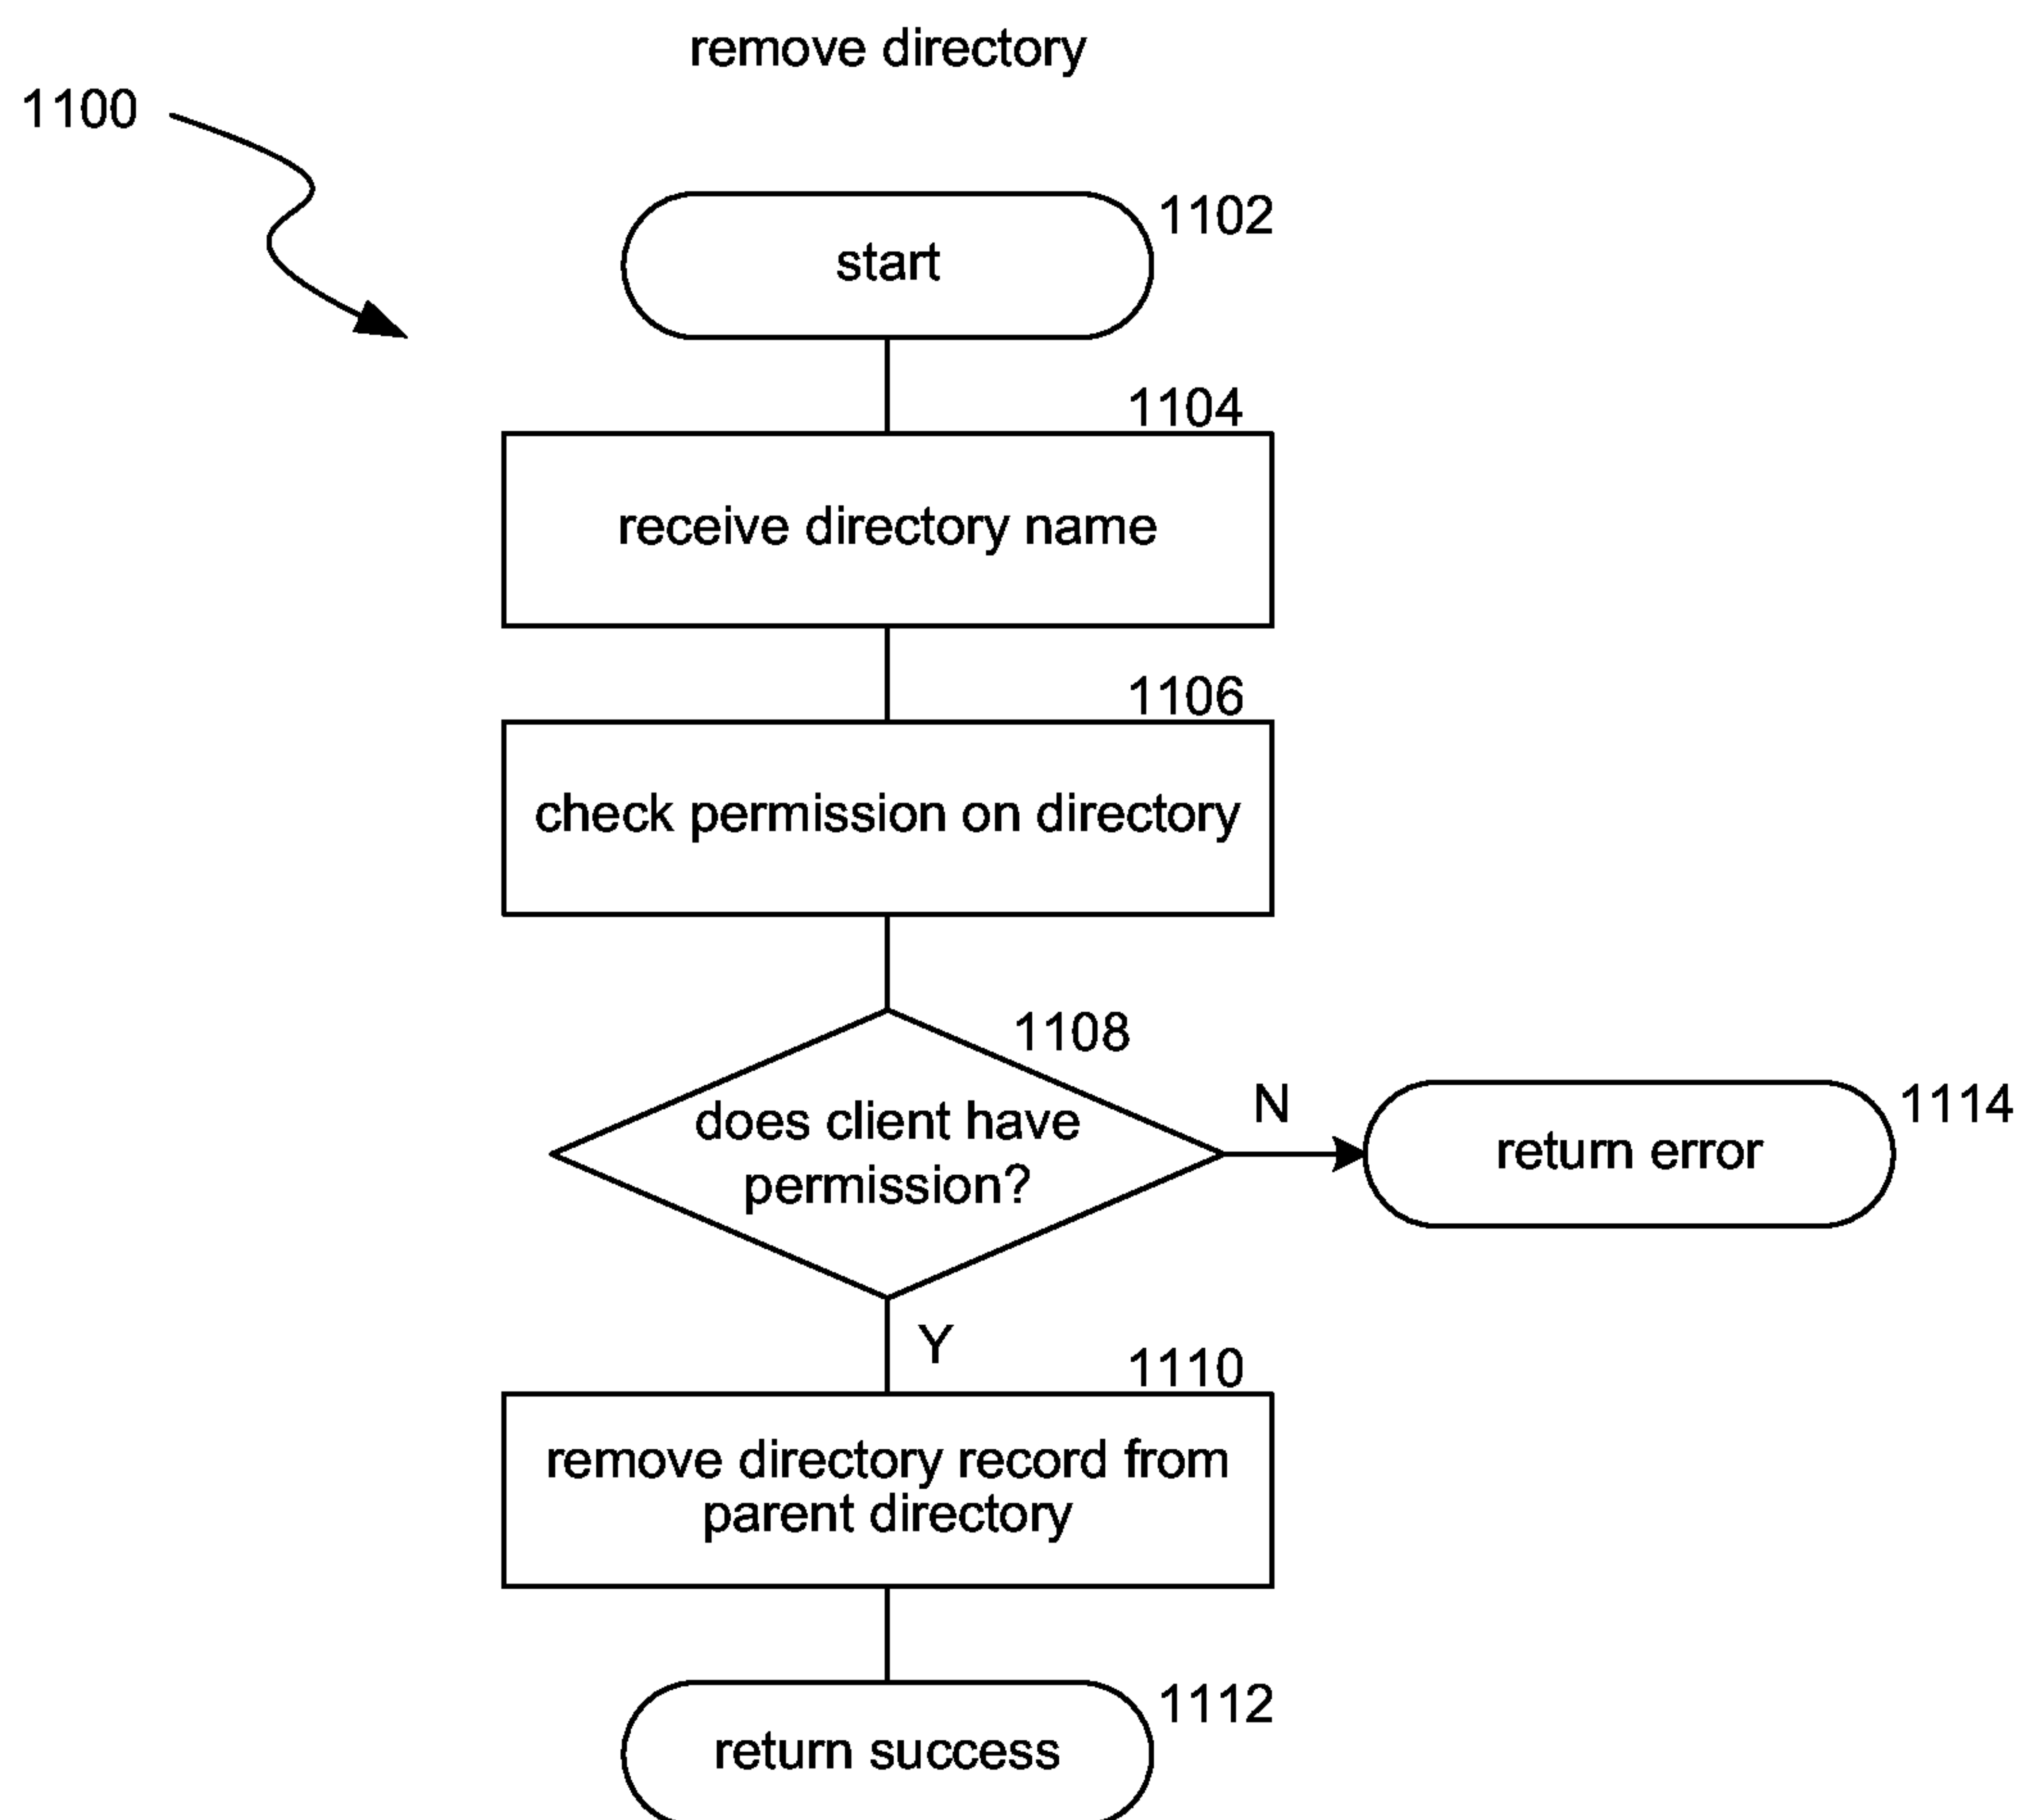 remove directory
1100
1102
start
1104
receive directory name
1106
check permission on directory
1108
does client have
permission?
N
1114
return error
Y
1110
remove directory record from
parent directory
1112
return success